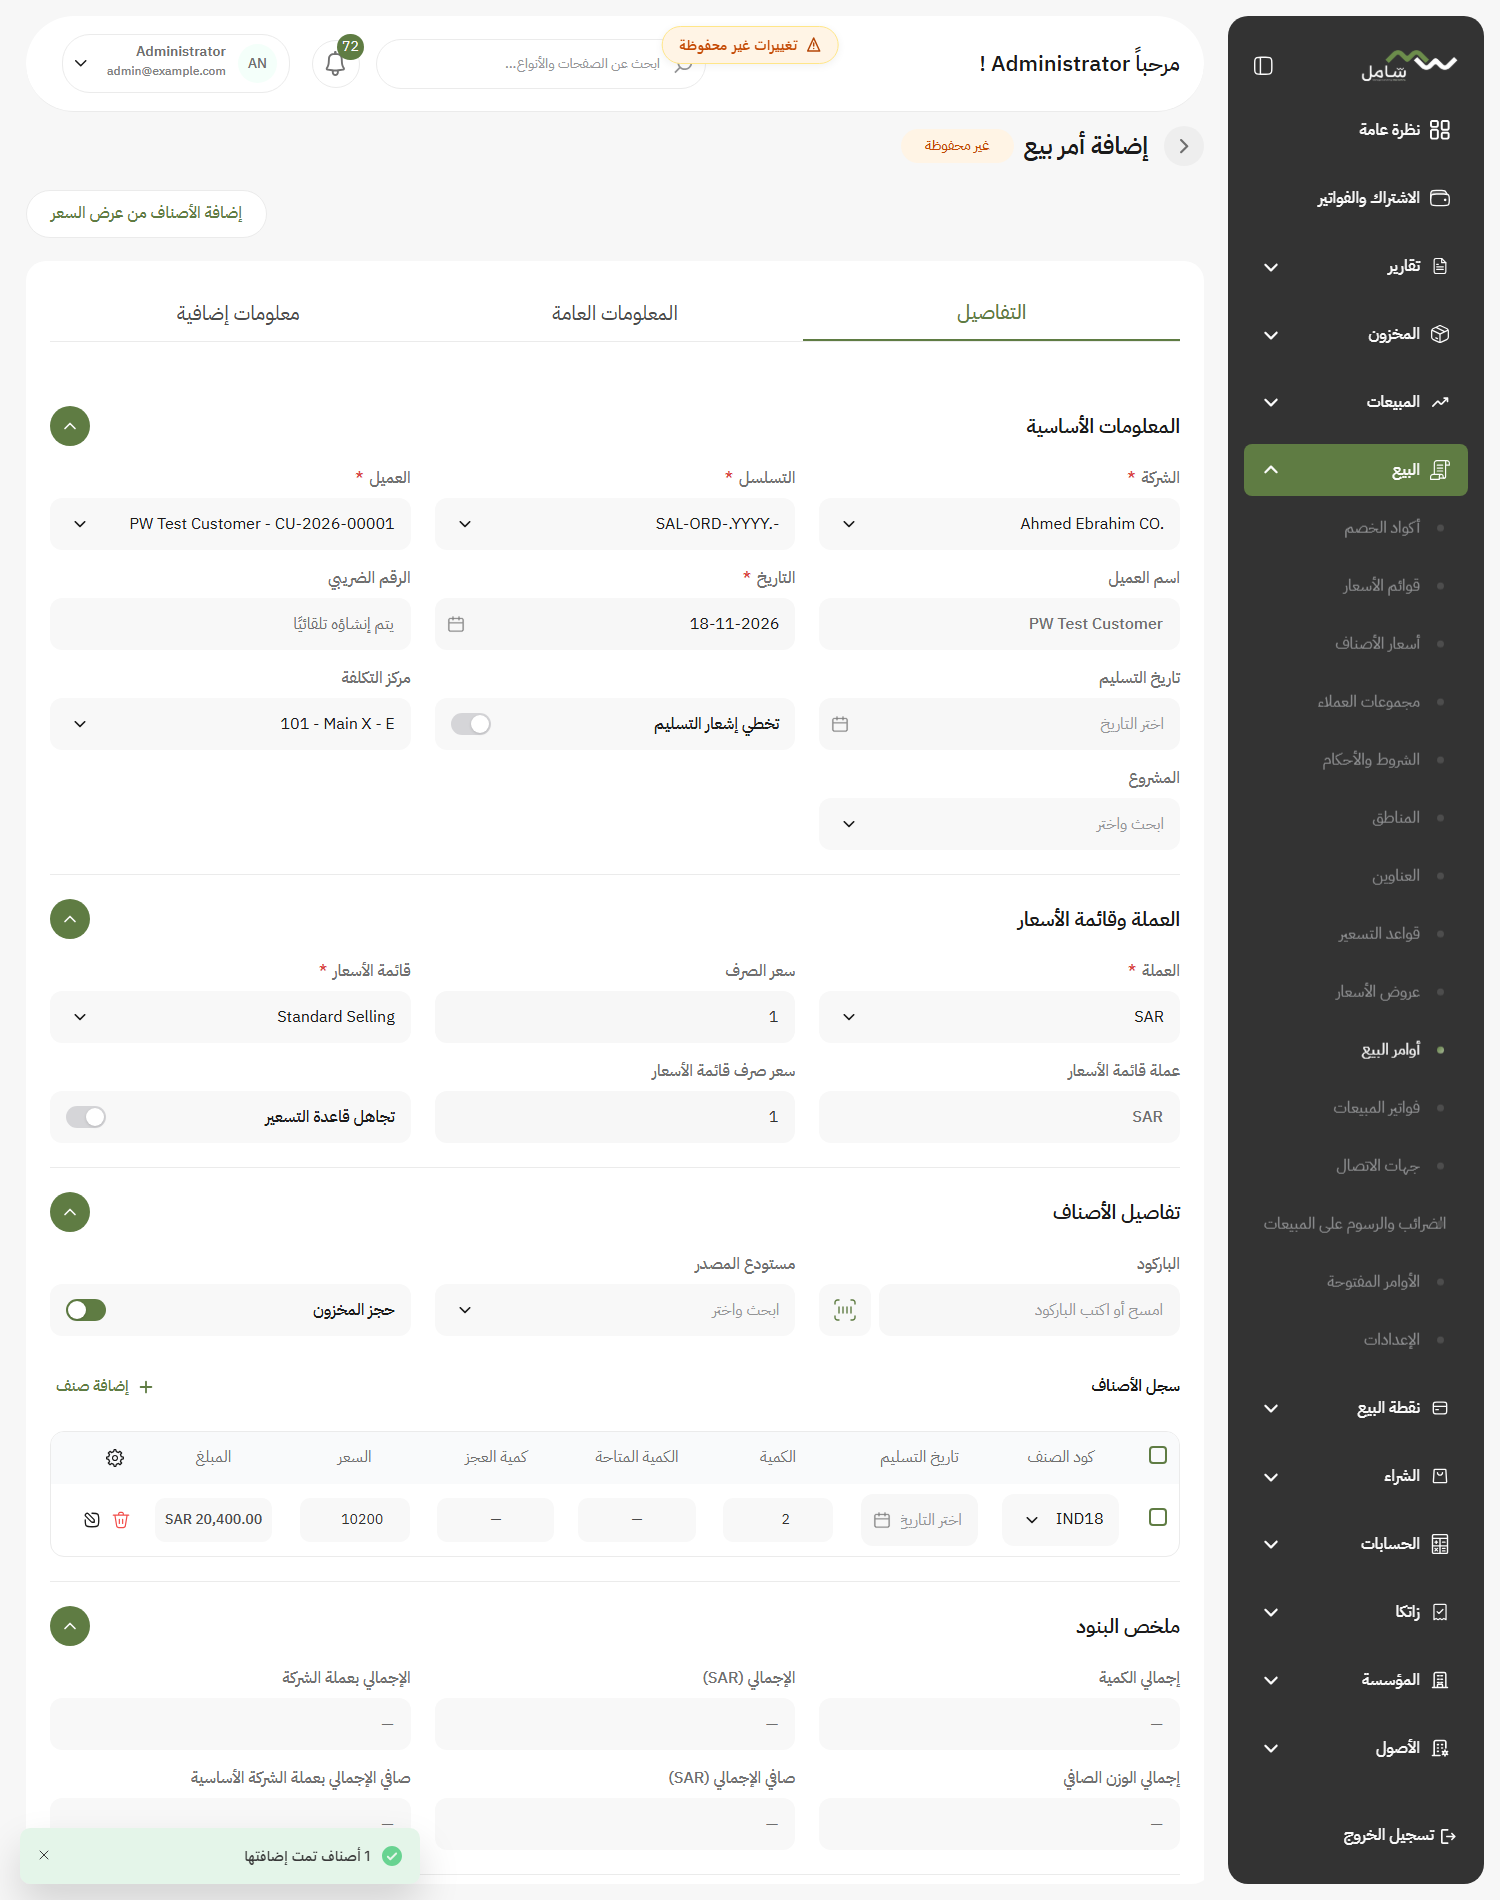 شامل
نظرة عامة
الاشتراك والفواتير
تقارير
المخزون
المبيعات
البيع
أكواد الخصم
قوائم الأسعار
أسعار الأصناف
مجموعات العملاء
الشروط والأحكام
المناطق
العناوين
قواعد التسعير
عروض الأسعار
أوامر البيع
فواتير المبيعات
جهات الاتصال
الضرائب والرسوم على المبيعات
الأوامر المفتوحة
الإعدادات
نقطة البيع
الشراء
الحسابات
زاتكا
المؤسسة
الأصول
تسجيل الخروج
مرحباً Administrator !
تغييرات غير محفوظة
ابحث عن الصفحات والأنواع...
72
AN
Administrator
admin@example.com
إضافة أمر بيع
غير محفوظة
إضافة الأصناف من عرض السعر
التفاصيل
المعلومات العامة
معلومات إضافية
المعلومات الأساسية
الشركة *
التسلسل *
العميل *
Ahmed Ebrahim CO.
SAL-ORD-.YYYY.-
PW Test Customer - CU-2026-00001
اسم العميل
التاريخ *
الرقم الضريبي
PW Test Customer
18-11-2026
يتم إنشاؤه تلقائيًا
تاريخ التسليم
مركز التكلفة
اختر التاريخ
تخطي إشعار التسليم
101 - Main X - E
المشروع
ابحث واختر
العملة وقائمة الأسعار
العملة *
سعر الصرف
قائمة الأسعار *
SAR
1
Standard Selling
عملة قائمة الأسعار
سعر صرف قائمة الأسعار
SAR
1
تجاهل قاعدة التسعير
تفاصيل الأصناف
الباركود
مستودع المصدر
امسح أو اكتب الباركود
ابحث واختر
حجز المخزون
سجل الأصناف
إضافة صنف
كود الصنف
تاريخ التسليم
الكمية
الكمية المتاحة
كمية العجز
السعر
المبلغ
IND18
اختر التاريخ
2
—
—
10200
SAR 20,400.00
ملخص البنود
إجمالي الكمية
الإجمالي (SAR)
الإجمالي بعملة الشركة
—
—
—
إجمالي الوزن الصافي
صافي الإجمالي (SAR)
صافي الإجمالي بعملة الشركة الأساسية
—
—
—
1 أصناف تمت إضافتها